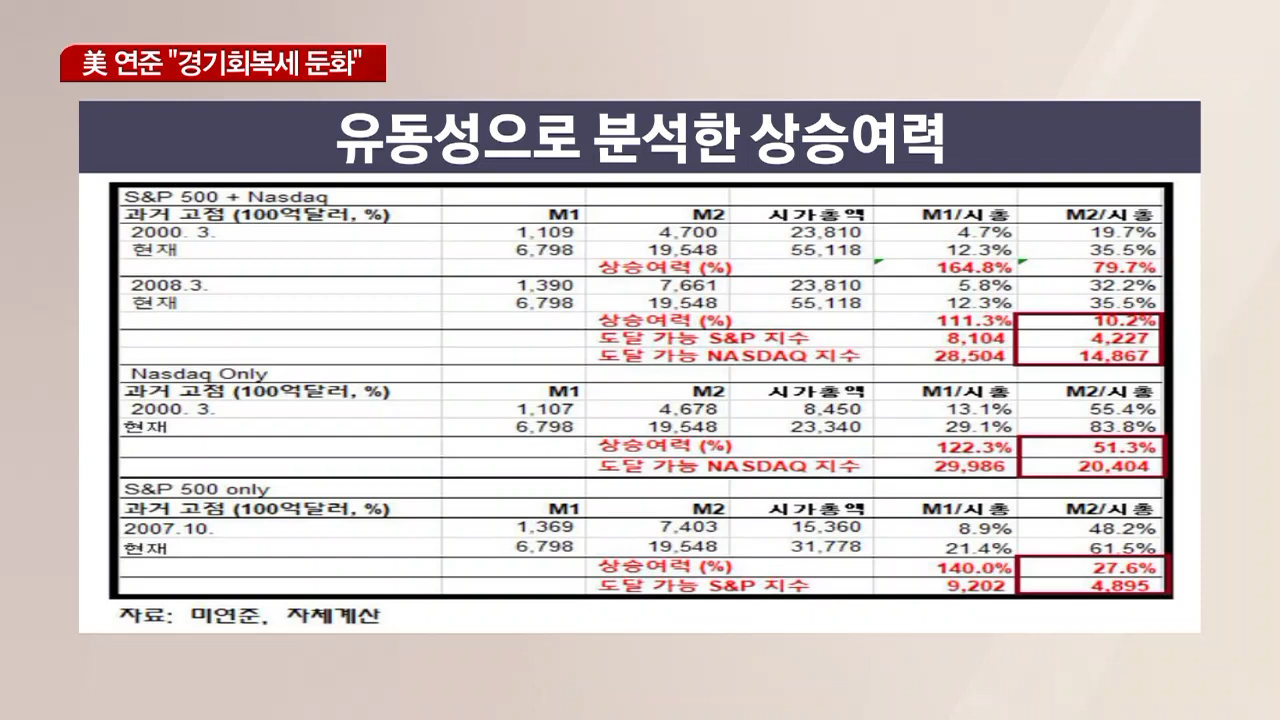 美 연준 "경기회복세 둔화"
유동성으로 분석한 상승여력
S&P 500 + Nasdaq
과거 고점 (100억달러, %) M1 M2 시가총액 M1/시총 M2/시총
2000. 3. 1,109 4,700 23,810 4.7% 19.7%
현재 6,798 19,548 55,118 12.3% 35.5%
상승여력 (%) 164.8% 79.7%
2008.3. 1,390 7,661 23,810 5.8% 32.2%
현재 6,798 19,548 55,118 12.3% 35.5%
상승여력 (%) 111.3% 10.2%
도달 가능 S&P 지수 8,104 4,227
도달 가능 NASDAQ 지수 28,504 14,867
Nasdaq Only
과거 고점 (100억달러, %) M1 M2 시가총액 M1/시총 M2/시총
2000. 3. 1,107 4,678 8,450 13.1% 55.4%
현재 6,798 19,548 23,340 29.1% 83.8%
상승여력 (%) 122.3% 51.3%
도달 가능 NASDAQ 지수 29,986 20,404
S&P 500 only
과거 고점 (100억달러, %) M1 M2 시가총액 M1/시총 M2/시총
2007.10. 1,369 7,403 15,360 8.9% 48.2%
현재 6,798 19,548 31,778 21.4% 61.5%
상승여력 (%) 140.0% 27.6%
도달 가능 S&P 지수 9,202 4,895
자료: 미연준, 자체계산